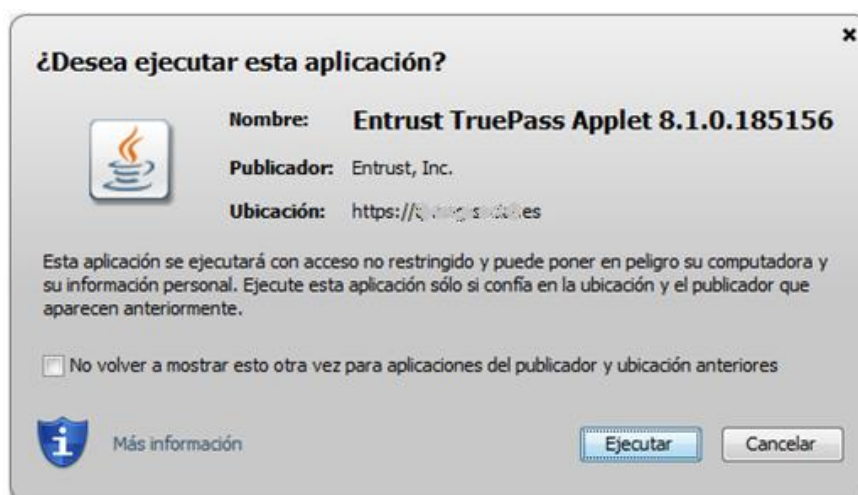 ¿Desea ejecutar esta aplicación?
Nombre: Entrust TruePass Applet 8.1.0.185156
Publicador: Entrust, Inc.
Ubicación: https:// .es
Esta aplicación se ejecutará con acceso no restringido y puede poner en peligro su computadora y
su información personal. Ejecute esta aplicación sólo si confía en la ubicación y el publicador que
aparecen anteriormente.
No volver a mostrar esto otra vez para aplicaciones del publicador y ubicación anteriores
Más información
Ejecutar
Cancelar